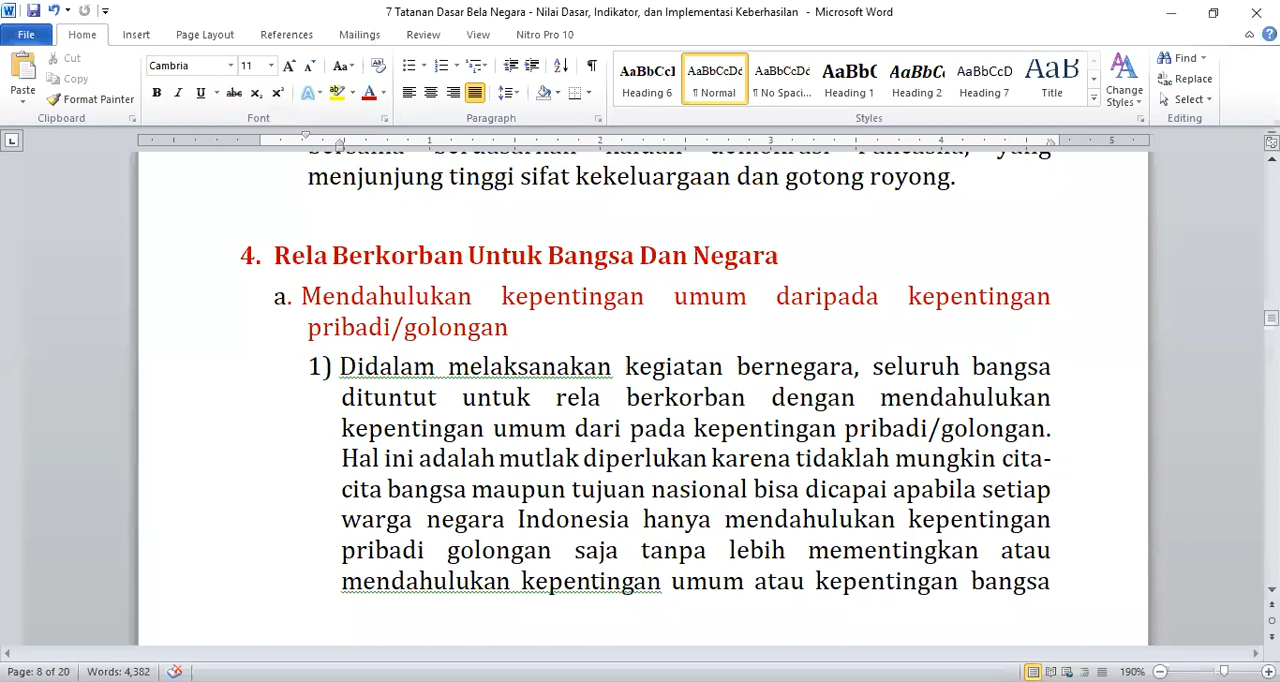 7 Tatanan Dasar Bela Negara - Nilai Dasar, Indikator, dan Implementasi Keberhasilan - Microsoft Word
File Home Insert Page Layout References Mailings Review View Nitro Pro 10
Paste Cut Copy Format Painter Clipboard
Cambria 11 Font
Paragraph
AaBbCcI Heading 6 AaBbCcDc ¶ Normal AaBbCcDc ¶ No Spaci... AaBb( Heading 1 AaBbC Heading 2 AaBbCcD Heading 7 AaB Title Change Styles Styles
Find Replace Select Editing
1 2 3 4 5
menjunjung tinggi sifat kekeluargaan dan gotong royong.
4. Rela Berkorban Untuk Bangsa Dan Negara
a. Mendahulukan kepentingan umum daripada kepentingan
pribadi/golongan
1) Didalam melaksanakan kegiatan bernegara, seluruh bangsa
dituntut untuk rela berkorban dengan mendahulukan
kepentingan umum dari pada kepentingan pribadi/golongan.
Hal ini adalah mutlak diperlukan karena tidaklah mungkin cita-
cita bangsa maupun tujuan nasional bisa dicapai apabila setiap
warga negara Indonesia hanya mendahulukan kepentingan
pribadi golongan saja tanpa lebih mementingkan atau
mendahulukan kepentingan umum atau kepentingan bangsa
Page: 8 of 20 Words: 4,382 190%